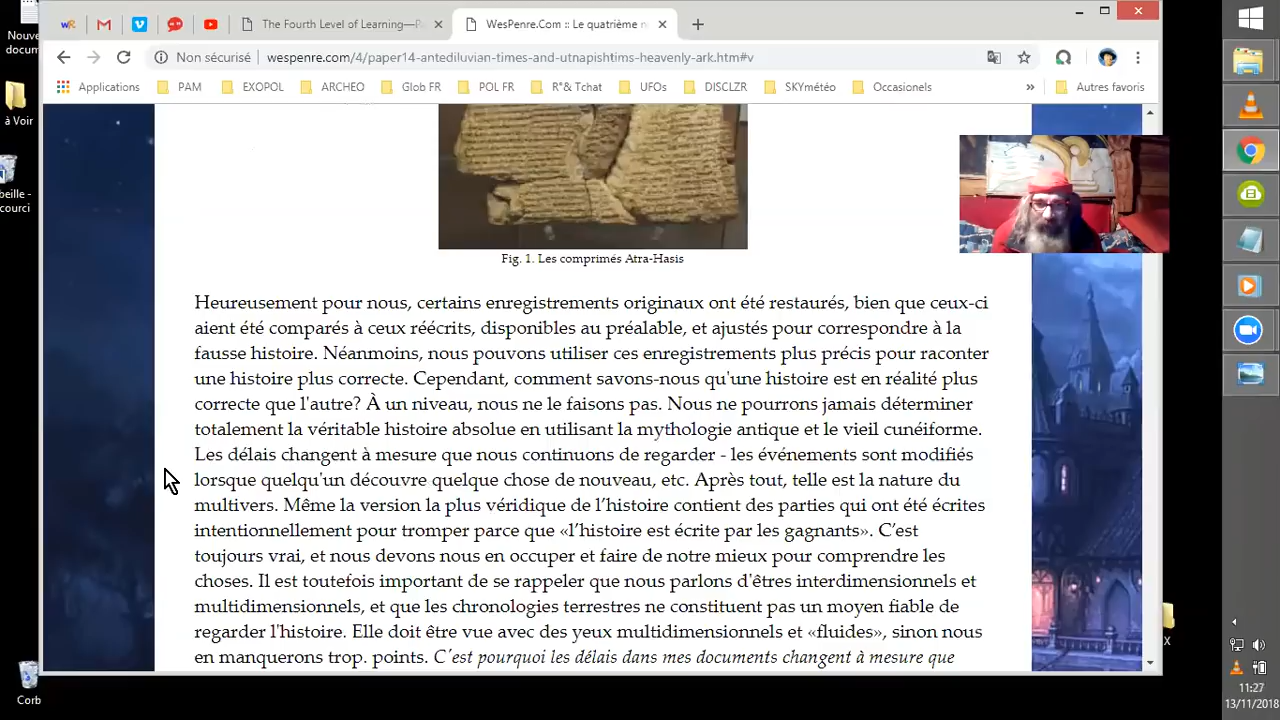 Nouve
docum
à Voir
beille -
courci
Corb
The Fourth Level of Learning—
WesPenre.Com :: Le quatrième n
Non sécurisé
wespenre.com/4/paper14-antediluvian-times-and-utnapishtims-heavenly-ark.htm#v
Applications
PAM
EXOPOL
ARCHEO
Glob FR
POL FR
R*& Tchat
UFOs
DISCLZR
SKYmétéo
Occasionels
»
Autres favoris
Fig. 1. Les comprimés Atra-Hasis
Heureusement pour nous, certains enregistrements originaux ont été restaurés, bien que ceux-ci
aient été comparés à ceux réécrits, disponibles au préalable, et ajustés pour correspondre à la
fausse histoire. Néanmoins, nous pouvons utiliser ces enregistrements plus précis pour raconter
une histoire plus correcte. Cependant, comment savons-nous qu'une histoire est en réalité plus
correcte que l'autre? À un niveau, nous ne le faisons pas. Nous ne pourrons jamais déterminer
totalement la véritable histoire absolue en utilisant la mythologie antique et le vieil cunéiforme.
Les délais changent à mesure que nous continuons de regarder - les événements sont modifiés
lorsque quelqu'un découvre quelque chose de nouveau, etc. Après tout, telle est la nature du
multivers. Même la version la plus véridique de l’histoire contient des parties qui ont été écrites
intentionnellement pour tromper parce que «l’histoire est écrite par les gagnants». C’est
toujours vrai, et nous devons nous en occuper et faire de notre mieux pour comprendre les
choses. Il est toutefois important de se rappeler que nous parlons d'êtres interdimensionnels et
multidimensionnels, et que les chronologies terrestres ne constituent pas un moyen fiable de
regarder l'histoire. Elle doit être vue avec des yeux multidimensionnels et «fluides», sinon nous
en manquerons trop. points. C’est pourquoi les délais dans mes documents changent à mesure que
X
11:27
13/11/2018